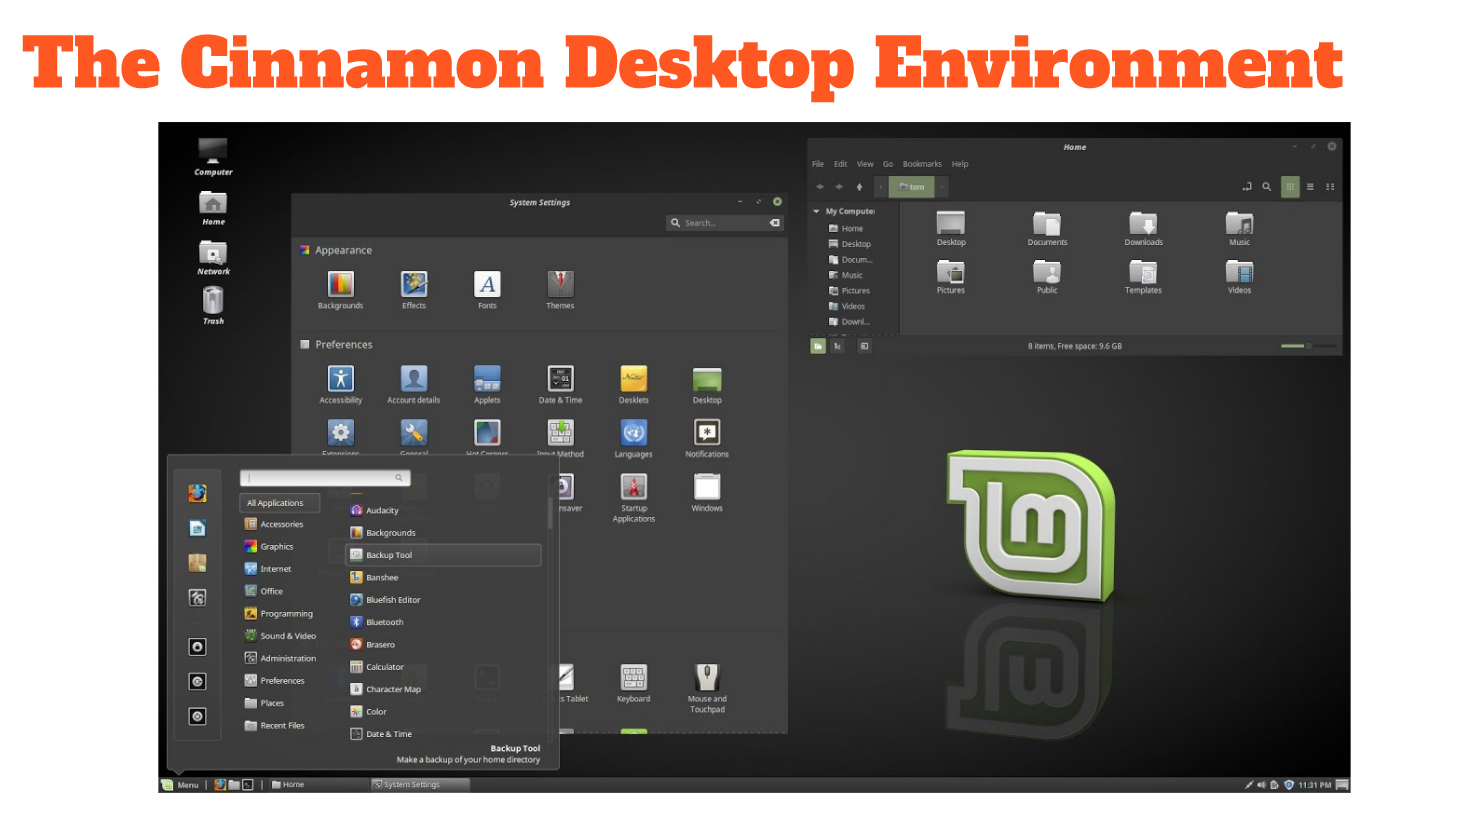 The Cinnamon Desktop Environment
Computer
Home
Network
Trash
System Settings
Search...
Appearance
Backgrounds Effects Fonts Themes
Preferences
Accessibility Account details Applets Date & Time Desklets Desktop
Extensions General Hot Corners Input Method Languages Notifications
nsaver Startup Applications Windows
s Tablet Keyboard Mouse and Touchpad
Home
File Edit View Go Bookmarks Help
tom
My Compute
Home
Desktop
Docum...
Music
Pictures
Videos
Downl...
Desktop Documents Downloads Music
Pictures Public Templates Videos
8 items, Free space: 9.6 GB
All Applications
Accessories
Graphics
Internet
Office
Programming
Sound & Video
Administration
Preferences
Places
Recent Files
Audacity
Backgrounds
Backup Tool
Banshee
Bluefish Editor
Bluetooth
Brasero
Calculator
Character Map
Color
Date & Time
Backup Tool
Make a backup of your home directory
Menu Home System Settings 11:31 PM